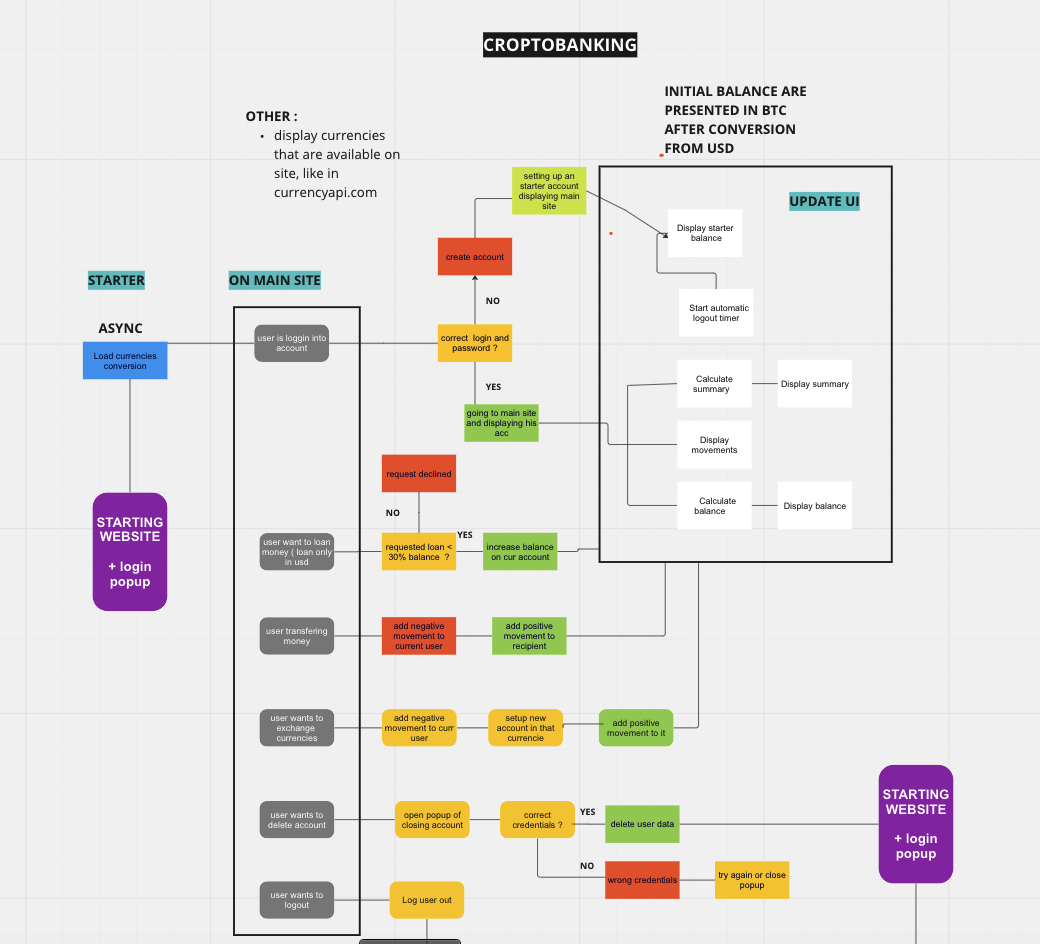 CROPTOBANKING
INITIAL BALANCE ARE
PRESENTED IN BTC
AFTER CONVERSION
FROM USD
OTHER :
• display currencies
that are available on
site, like in
currencyapi.com
setting up an
starter account
displaying main
site
UPDATE UI
Display starter
balance
create account
STARTER
ON MAIN SITE
NO
Start automatic
logout timer
ASYNC
Load currencies
conversion
user is loggin into
account
correct login and
password ?
YES
Calculate
summary
Display summary
going to main site
and displaying his
acc
Display
movements
request declined
NO
Calculate
balance
Display balance
STARTING
WEBSITE
+ login
popup
user want to loan
money ( loan only
in usd
requested loan <
30% balance ?
YES
increase balance
on cur account
user transfering
money
add negative
movement to
current user
add positive
movement to
recipient
user wants to
exchange
currencies
add negative
movement to curr
user
setup new
account in that
currencie
add positive
movement to it
STARTING
WEBSITE
+ login
popup
user wants to
delete account
open popup of
closing account
correct
credentials ?
YES
delete user data
NO
wrong credentials
try again or close
popup
user wants to
logout
Log user out